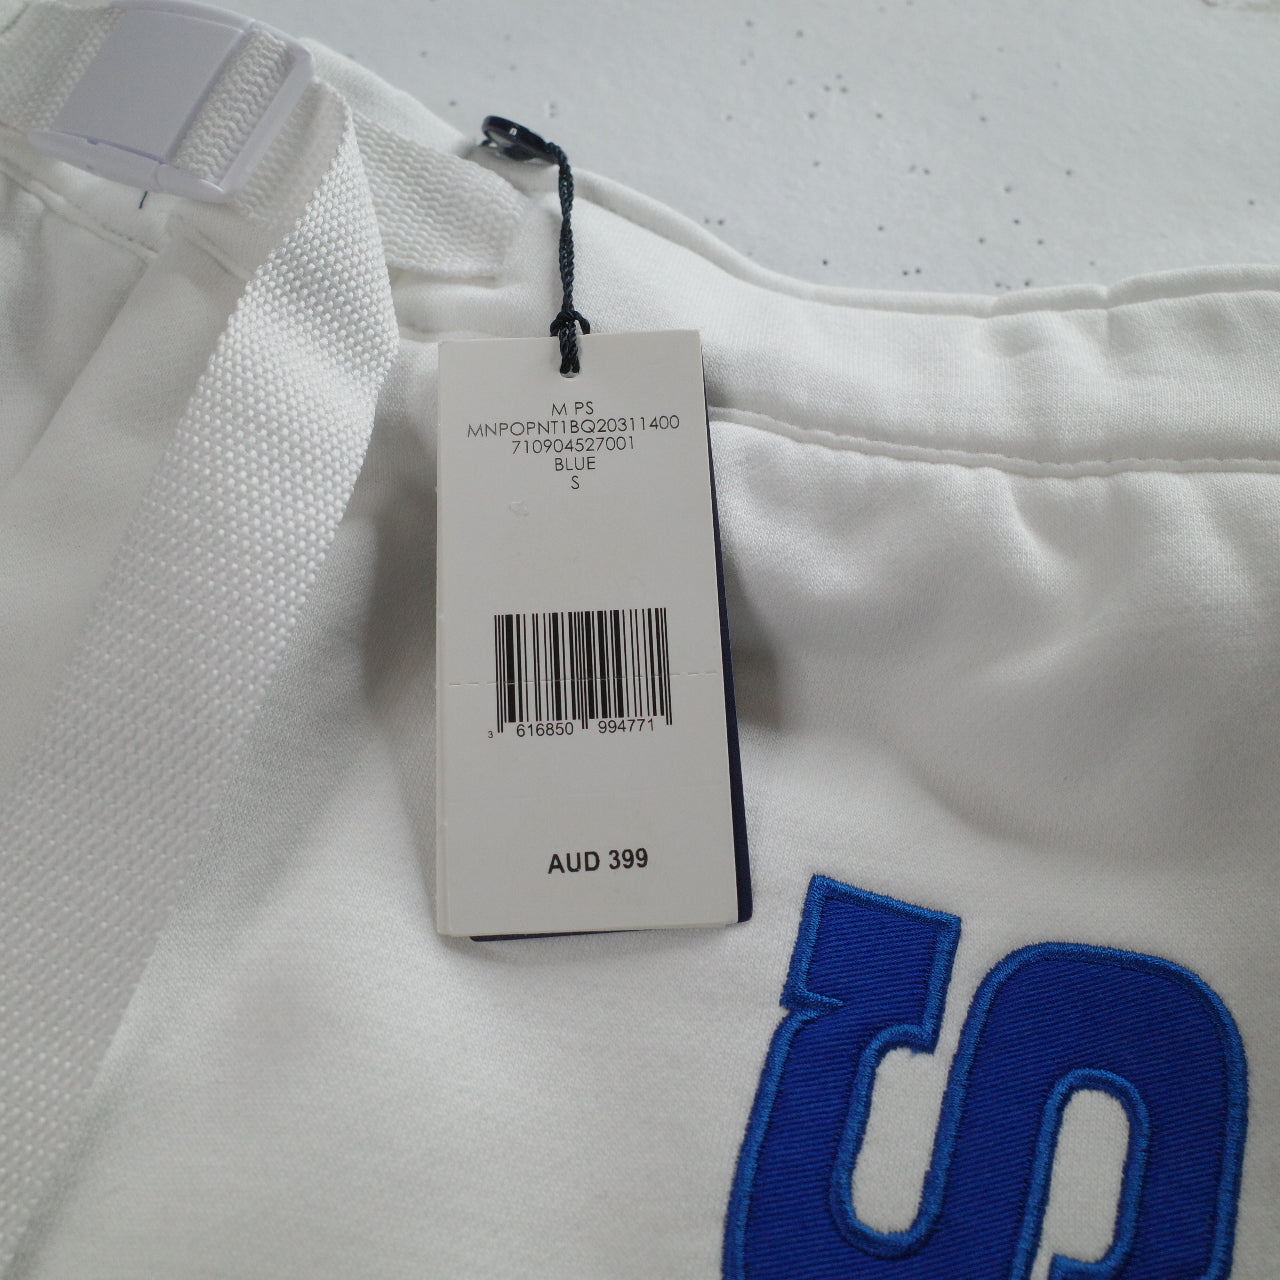 M PS
MNPOPNT1BQ20311400
710904527001
BLUE
S
3 616850 994771
AUD 399
S